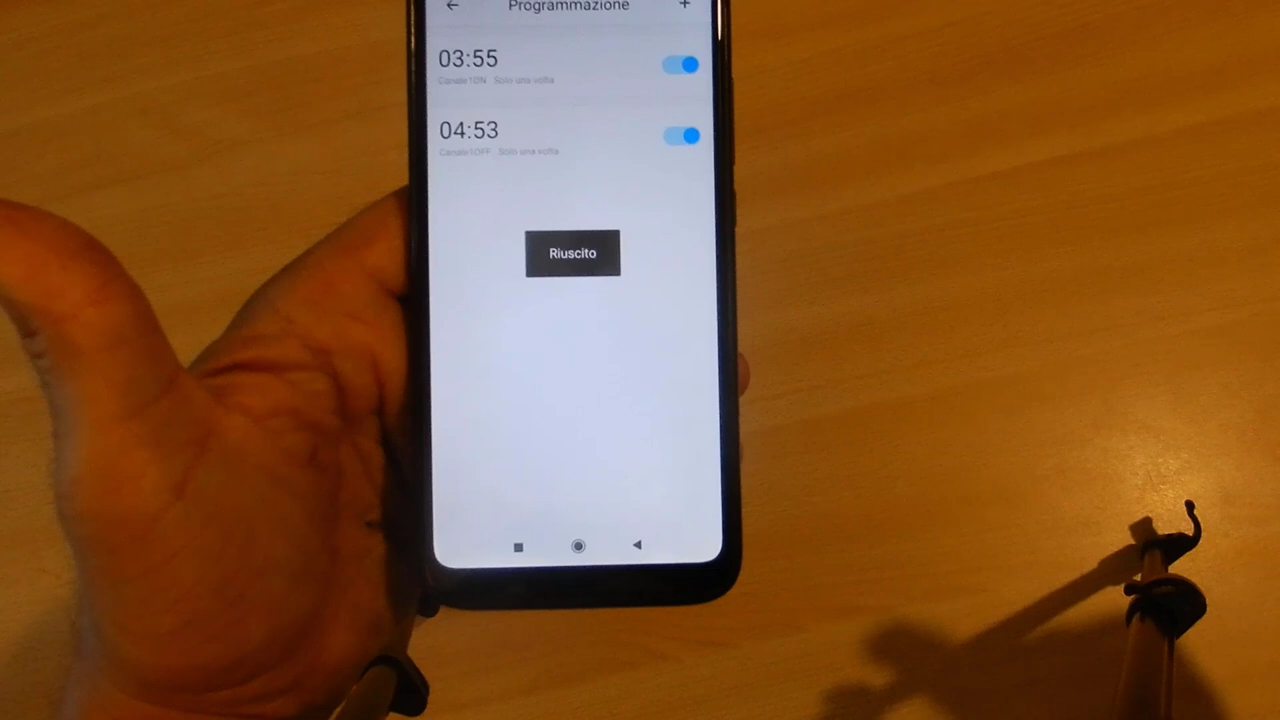 Programmazione
03:55
Canale1ON Solo una volta
04:53
Canale1OFF Solo una volta
Riuscito